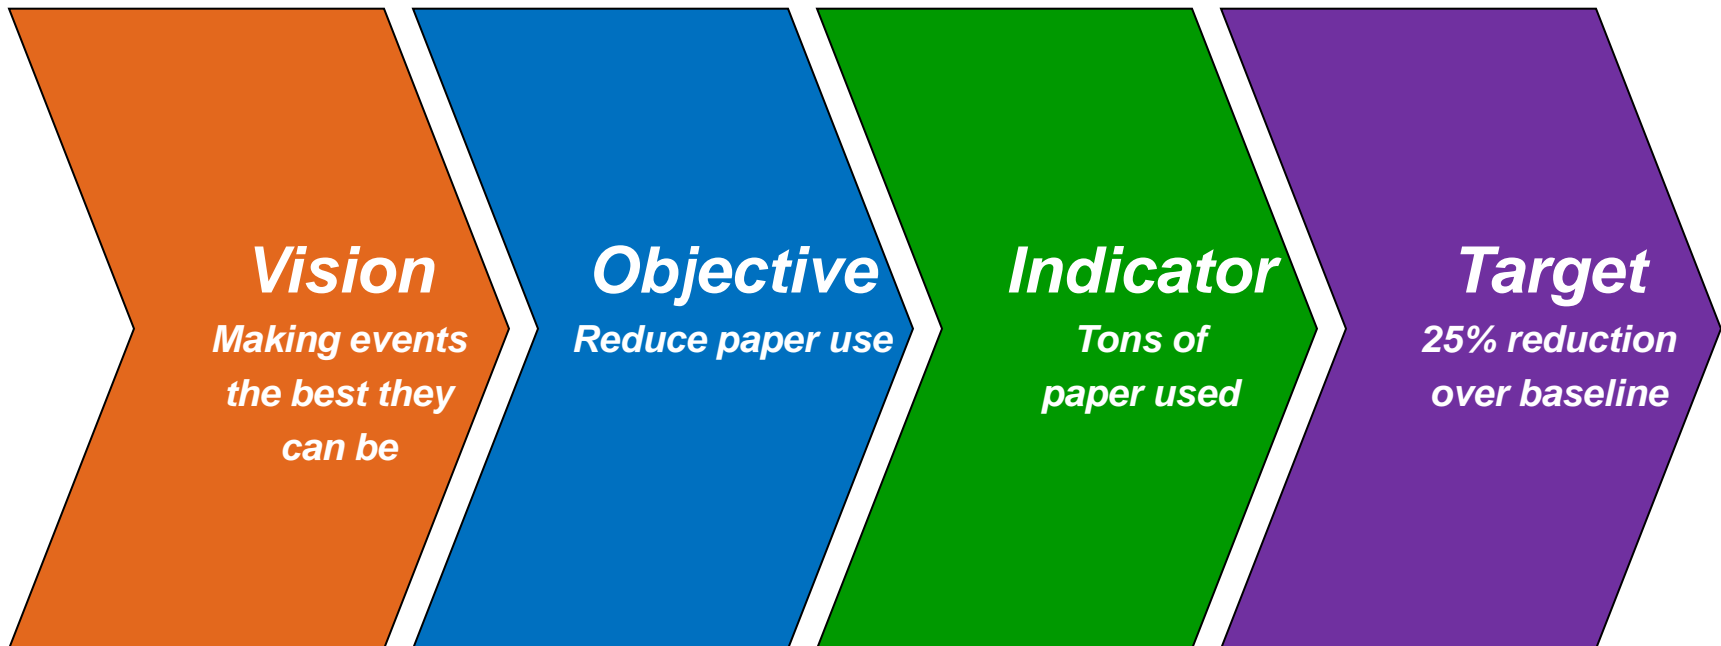 Vision
Making events
the best they
can be
Objective
Reduce paper use
Indicator
Tons of
paper used
Target
25% reduction
over baseline